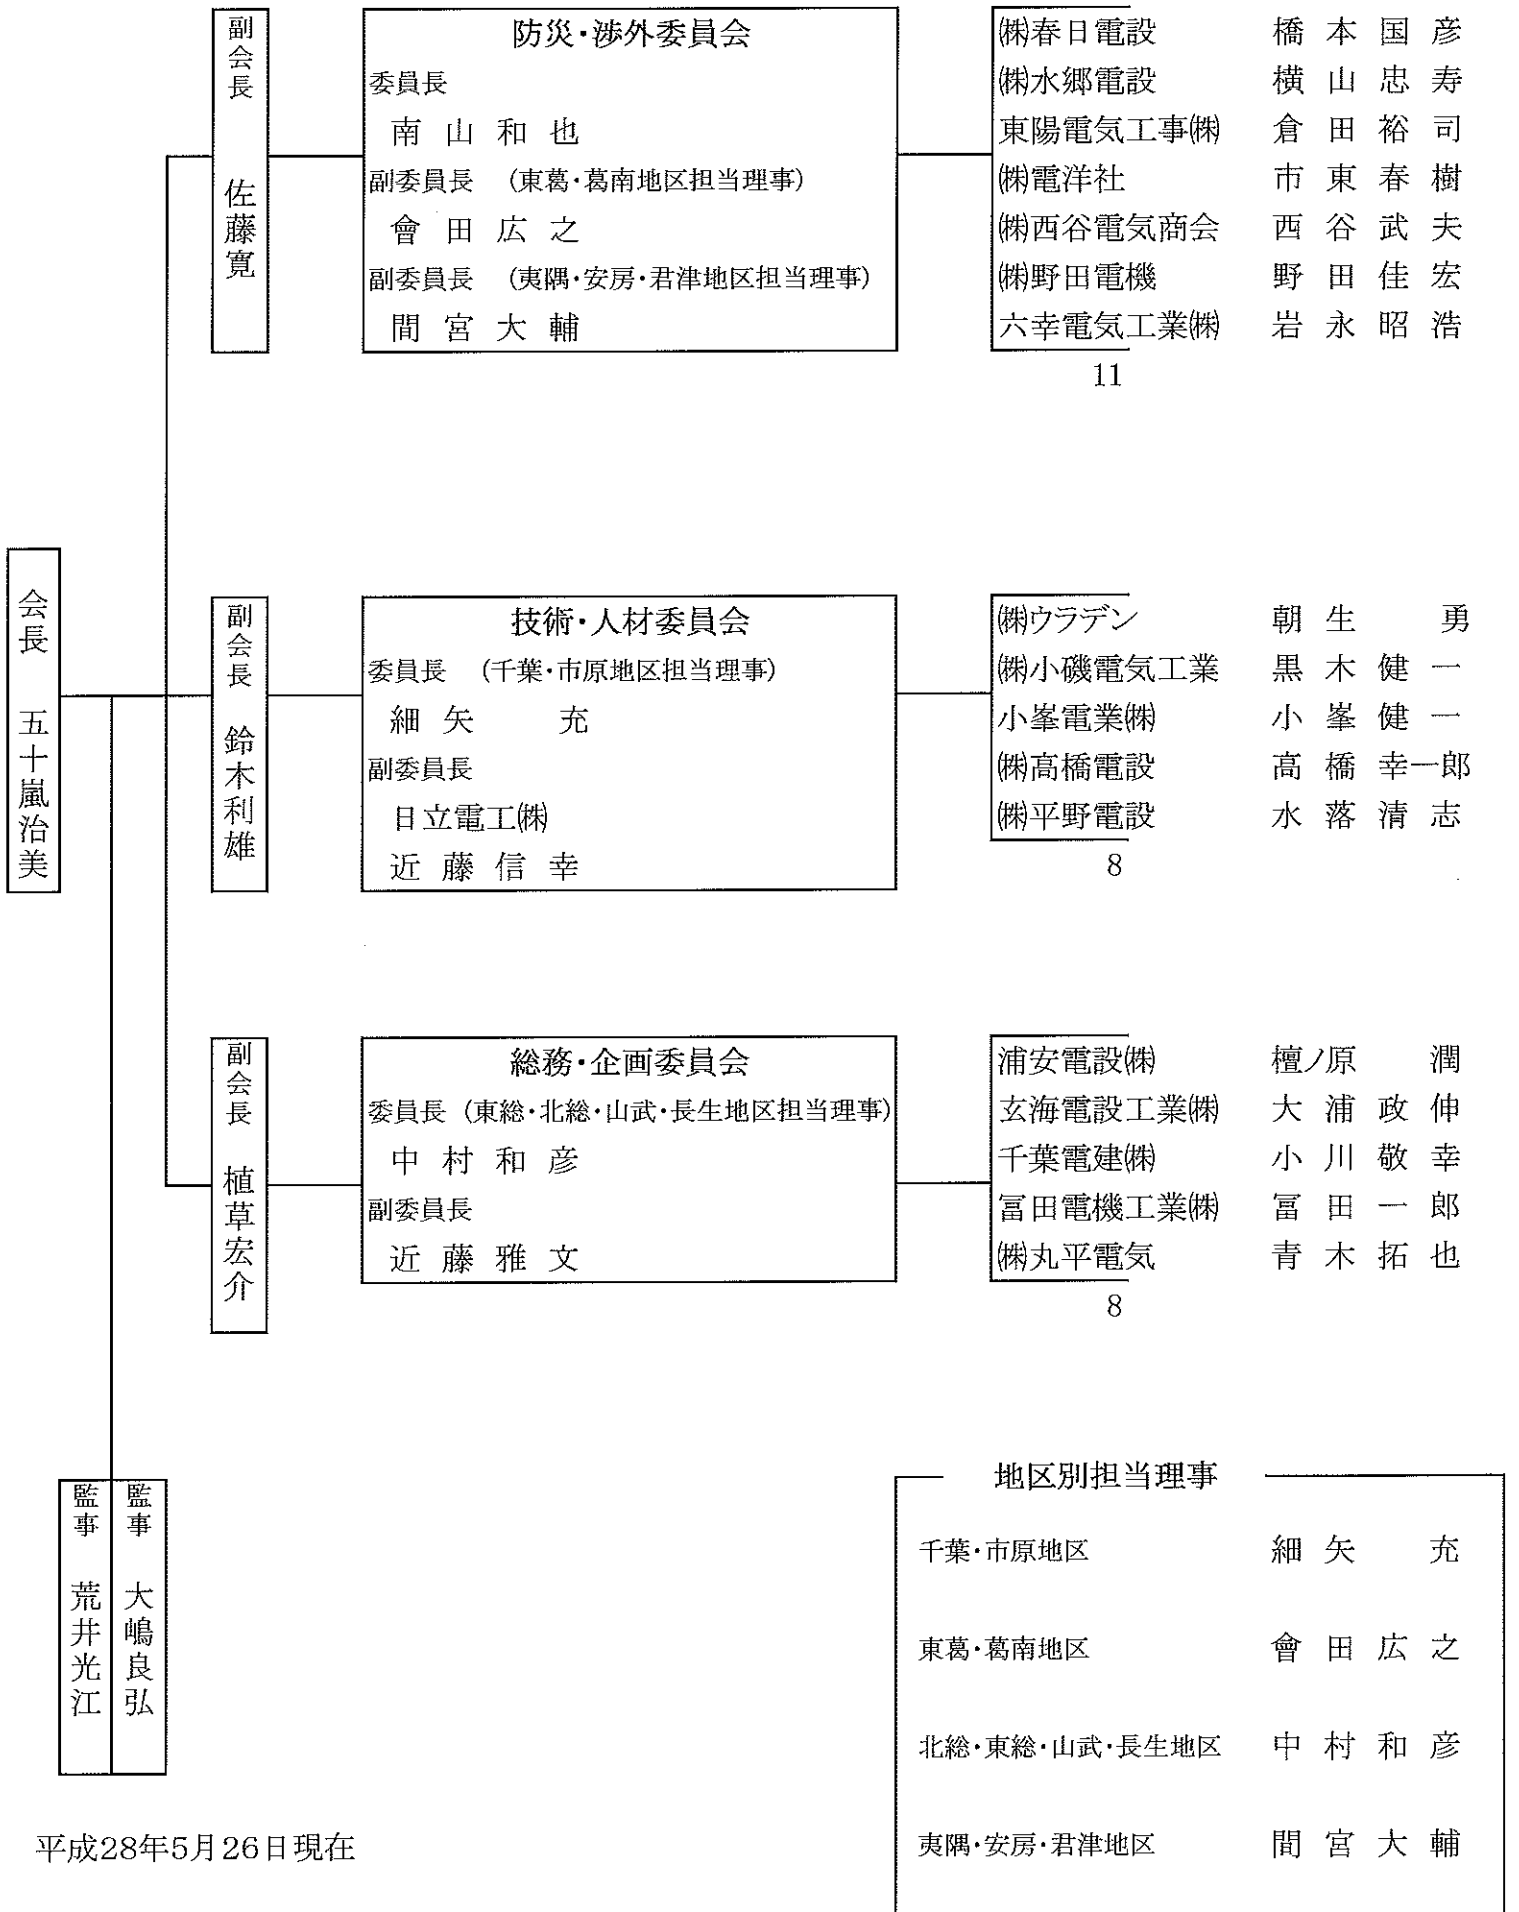 会長 五十嵐治美
副会長 佐藤寛
防災・渉外委員会
委員長
南山和也
副委員長 (東葛・葛南地区担当理事)
會田広之
副委員長 (夷隅・安房・君津地区担当理事)
間宮大輔
㈱春日電設 橋本国彦
㈱水郷電設 横山忠寿
東陽電気工事㈱ 倉田裕司
㈱電洋社 市東春樹
㈱西谷電気商会 西谷武夫
㈱野田電機 野田佳宏
六幸電気工業㈱ 岩永昭浩
11
副会長 鈴木利雄
技術・人材委員会
委員長 (千葉・市原地区担当理事)
細矢 充
副委員長
日立電工㈱
近藤信幸
㈱ウラデン 朝生 勇
㈱小磯電気工業 黒木健一
小峯電業㈱ 小峯健一
㈱高橋電設 高橋幸一郎
㈱平野電設 水落清志
8
副会長 植草宏介
総務・企画委員会
委員長 (東総・北総・山武・長生地区担当理事)
中村和彦
副委員長
近藤雅文
浦安電設㈱ 檀ノ原 潤
玄海電設工業㈱ 大浦政伸
千葉電建㈱ 小川敬幸
冨田電機工業㈱ 冨田一郎
㈱丸平電気 青木拓也
8
監事 大嶋良弘
監事 荒井光江
地区別担当理事
千葉・市原地区 細矢 充
東葛・葛南地区 會田広之
北総・東総・山武・長生地区 中村和彦
夷隅・安房・君津地区 間宮大輔
平成28年5月26日現在